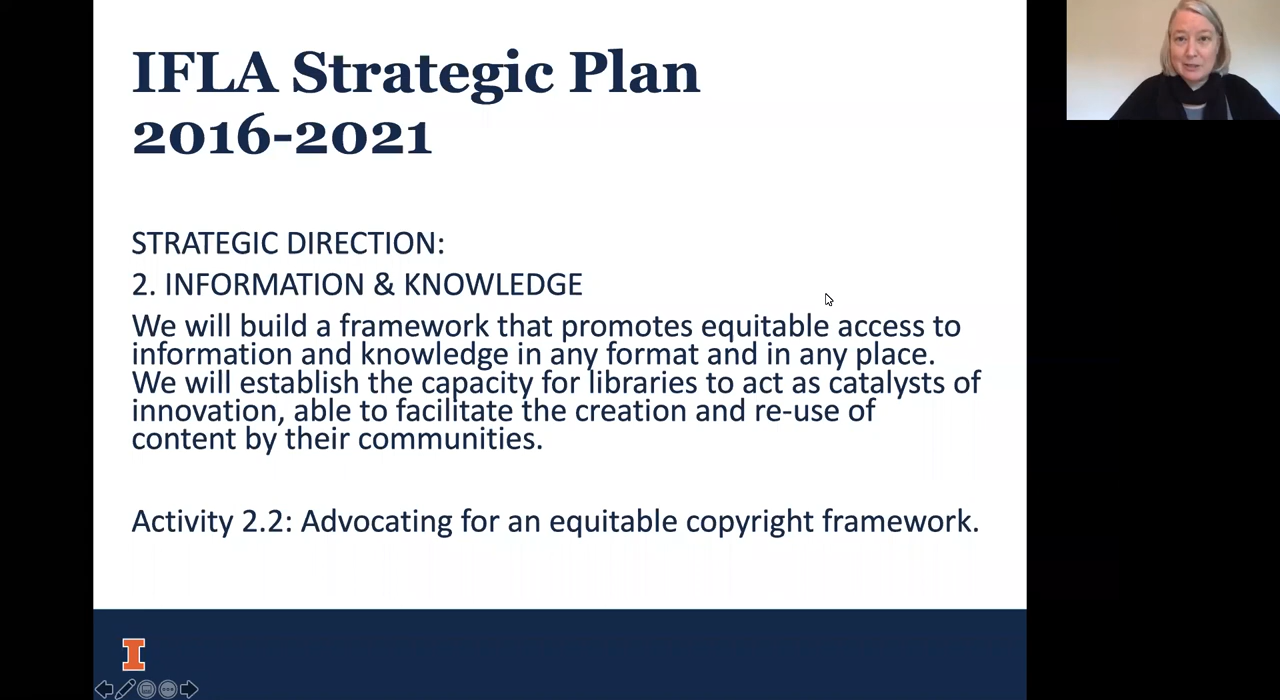 IFLA Strategic Plan
2016-2021
STRATEGIC DIRECTION:
2. INFORMATION & KNOWLEDGE
We will build a framework that promotes equitable access to
information and knowledge in any format and in any place.
We will establish the capacity for libraries to act as catalysts of
innovation, able to facilitate the creation and re-use of
content by their communities.
Activity 2.2: Advocating for an equitable copyright framework.
I